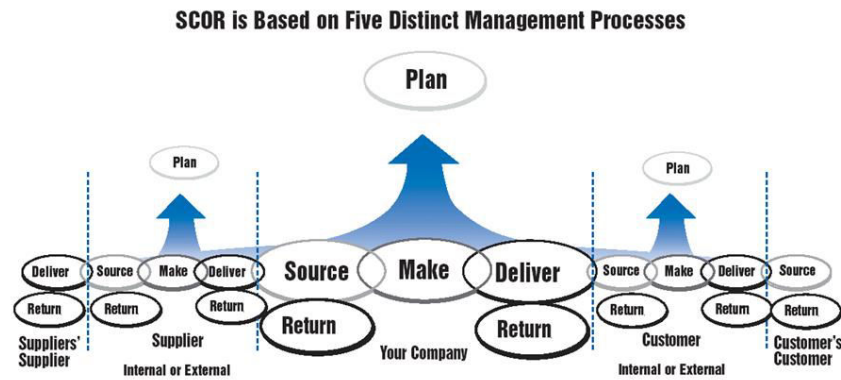 SCOR is Based on Five Distinct Management Processes
Plan
Plan
Plan
Deliver
Source
Make
Deliver
Source
Make
Deliver
Source
Make
Deliver
Source
Return
Return
Return
Return
Return
Return
Return
Return
Suppliers'
Supplier
Supplier
Internal or External
Your Company
Customer
Internal or External
Customer's
Customer